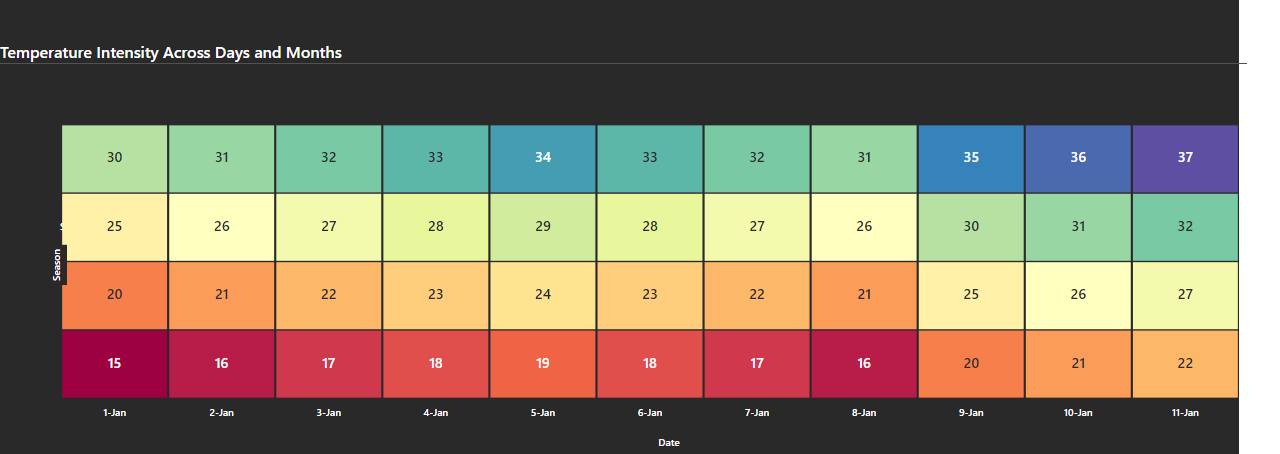 Temperature Intensity Across Days and Months
30 31 32 33 34 33 32 31 35 36 37
25 26 27 28 29 28 27 26 30 31 32
Season
20 21 22 23 24 23 22 21 25 26 27
15 16 17 18 19 18 17 16 20 21 22
1-Jan 2-Jan 3-Jan 4-Jan 5-Jan 6-Jan 7-Jan 8-Jan 9-Jan 10-Jan 11-Jan
Date